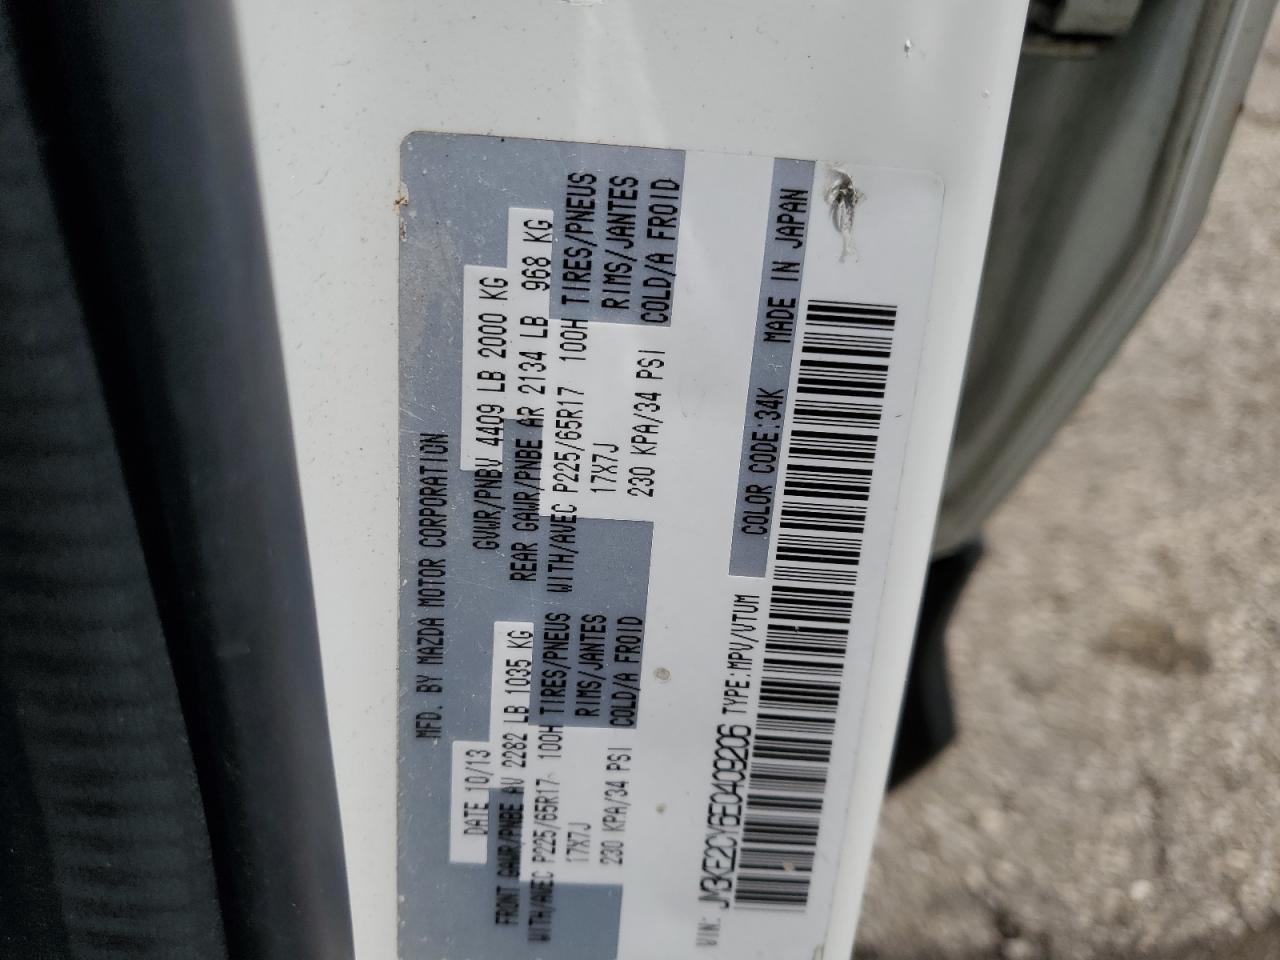 MFD. BY MAZDA MOTOR CORPORATION
DATE 10/13
GVWR/PNBV 4409 LB 2000 KG
FRONT GAWR/PNBE AV 2282 LB 1035 KG
REAR GAWR/PNBE AR 2134 LB 968 KG
WITH/AVEC P225/65R17 100H TIRES/PNEUS
WITH/AVEC P225/65R17 100H TIRES/PNEUS
17X7J RIMS/JANTES
17X7J RIMS/JANTES
230 KPA/34 PSI COLD/A FROID
230 KPA/34 PSI COLD/A FROID
VIN: JM3KE2CY6E0409206 TYPE:MPV/VTUM
COLOR CODE:34K MADE IN JAPAN